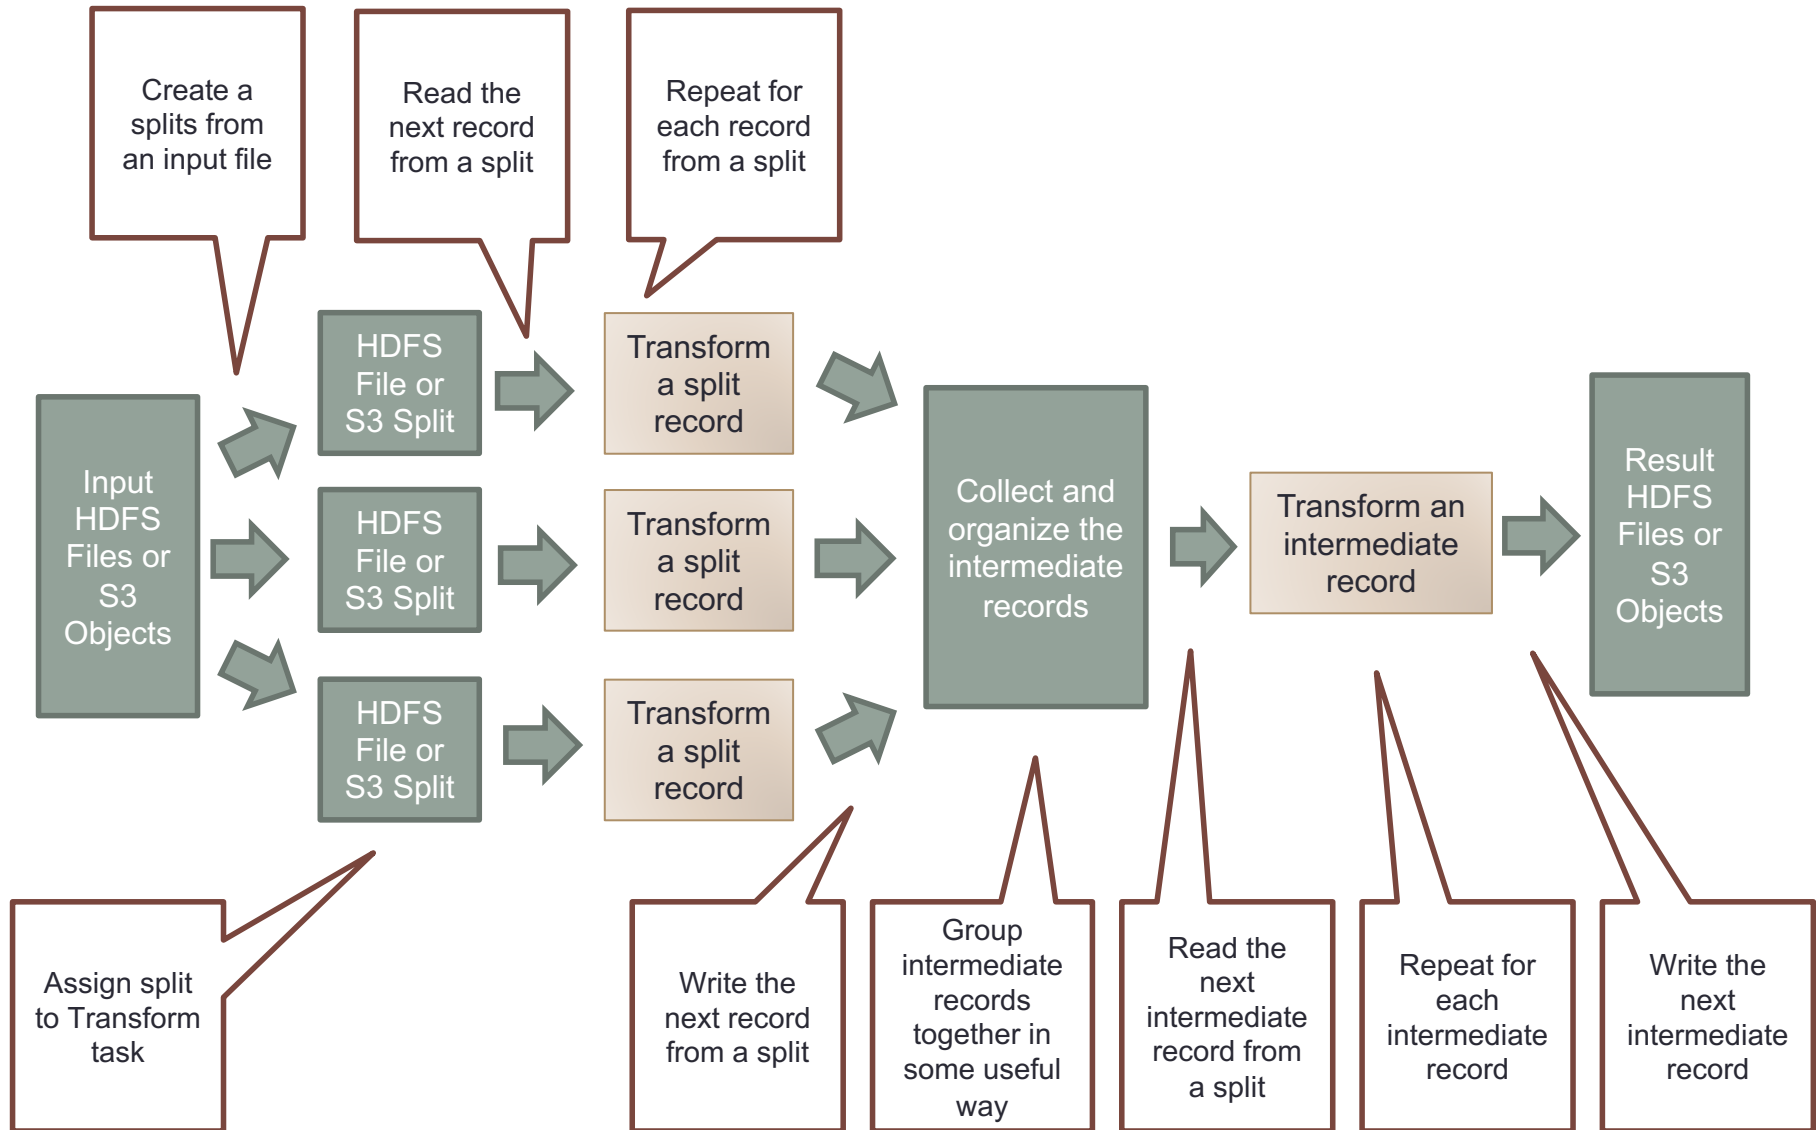 Create a
splits from
an input file
Read the
next record
from a split
Repeat for
each record
from a split
Input
HDFS
Files or
S3
Objects
HDFS
File or
S3 Split
HDFS
File or
S3 Split
HDFS
File or
S3 Split
Transform
a split
record
Transform
a split
record
Transform
a split
record
Collect and
organize the
intermediate
records
Transform an
intermediate
record
Result
HDFS
Files or
S3
Objects
Assign split
to Transform
task
Write the
next record
from a split
Group
intermediate
records
together in
some useful
way
Read the
next
intermediate
record from
a split
Repeat for
each
intermediate
record
Write the
next
intermediate
record